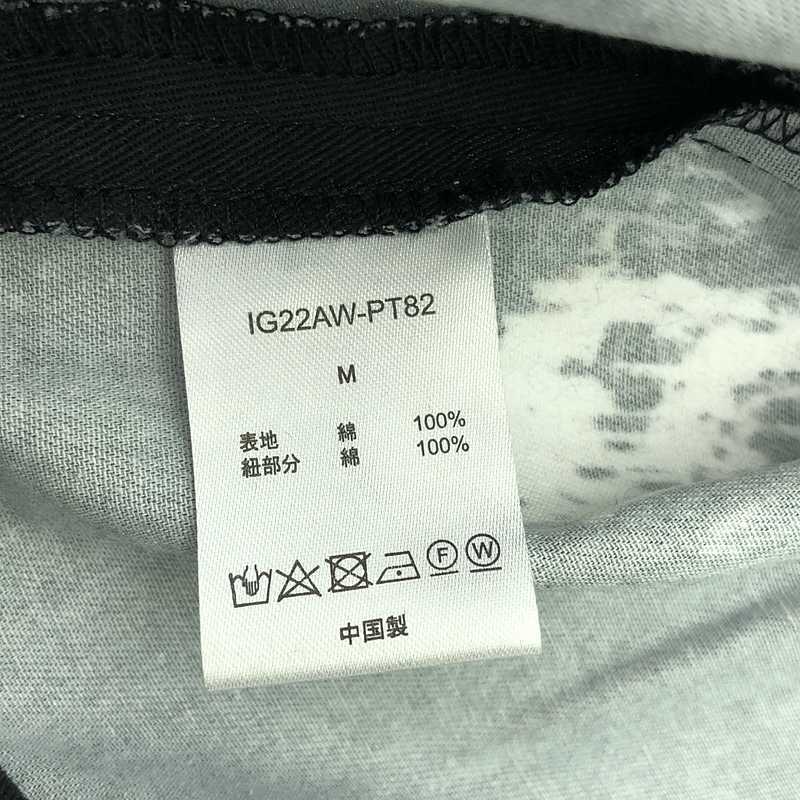 IG22AW-PT82
M
表地 綿 100%
紐部分 綿 100%
F W
中国製